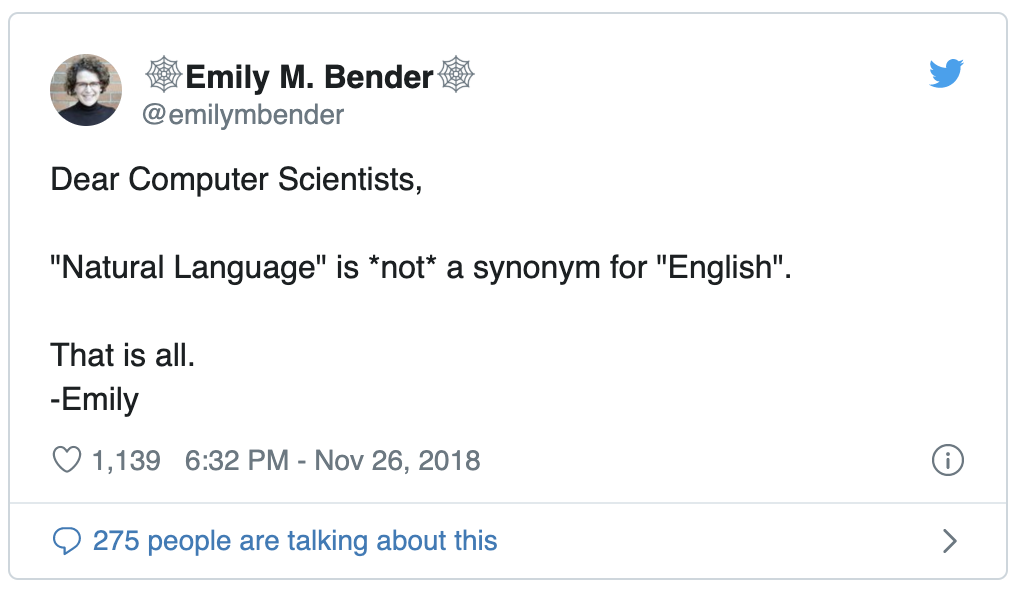 🕸Emily M. Bender🕸
@emilymbender
Dear Computer Scientists,
"Natural Language" is *not* a synonym for "English".
That is all.
-Emily
1,139 6:32 PM - Nov 26, 2018
275 people are talking about this